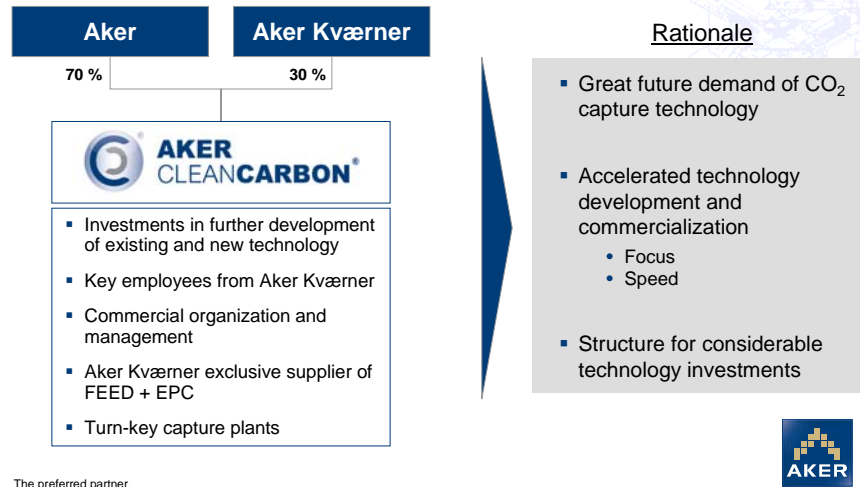 Aker
Aker Kværner
70 %
30 %
AKER
CLEANCARBON®
▪ Investments in further development
of existing and new technology
▪ Key employees from Aker Kværner
▪ Commercial organization and
management
▪ Aker Kværner exclusive supplier of
FEED + EPC
▪ Turn-key capture plants
Rationale
▪ Great future demand of CO₂
capture technology
▪ Accelerated technology
development and
commercialization
• Focus
• Speed
▪ Structure for considerable
technology investments
AKER
The preferred partner